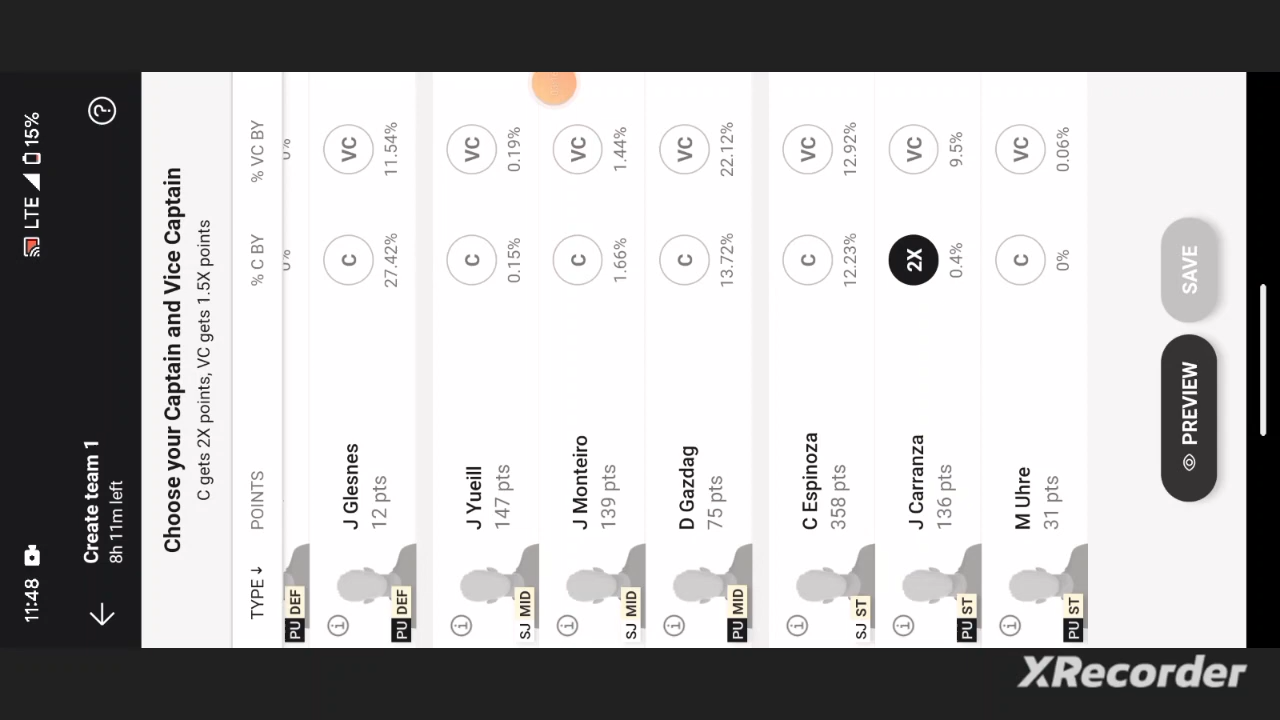 11:48
LTE 15%
Create team 1
8h 11m left
Choose your Captain and Vice Captain
C gets 2X points, VC gets 1.5X points
TYPE ↓ POINTS % C BY % VC BY
PU DEF
PU DEF J Glesnes C VC
12 pts 27.42% 11.54%
SJ MID J Yueill C VC
147 pts 0.15% 0.19%
SJ MID J Monteiro C VC
139 pts 1.66% 1.44%
PU MID D Gazdag C VC
75 pts 13.72% 22.12%
SJ ST C Espinoza C VC
358 pts 12.23% 12.92%
PU ST J Carranza 2X VC
136 pts 0.4% 9.5%
PU ST M Uhre C VC
31 pts 0% 0.06%
PREVIEW SAVE
XRecorder